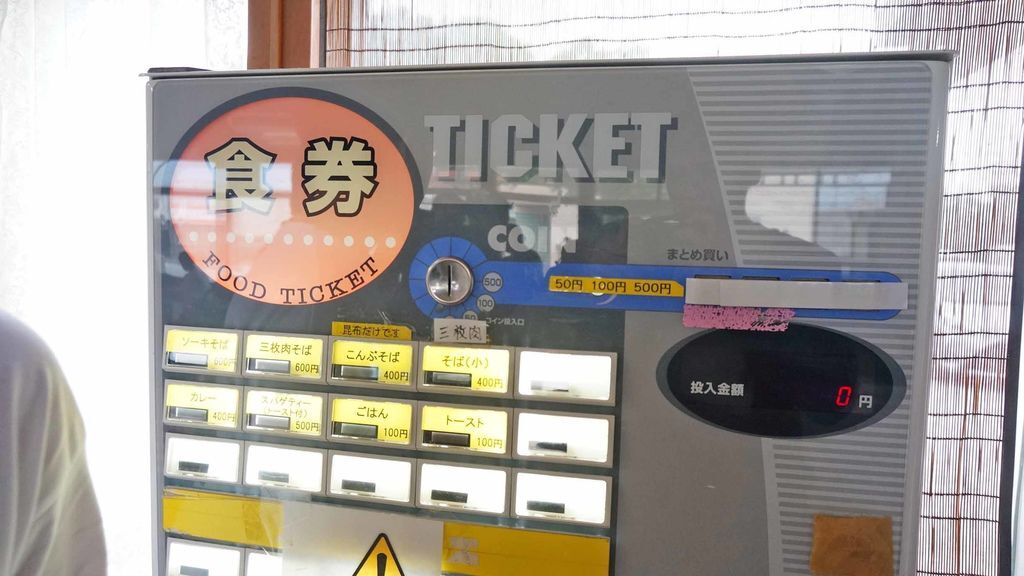 食券
FOOD TICKET
TICKET
COIN
500
100
50
コイン投入口
まとめ買い
50円 100円 500円
投入金額 0 円
昆布だけです
三枚肉
ソーキそば
600円
三枚肉そば
600円
こんぶそば
400円
そば(小)
400円
カレー
400円
スパゲティー
(トースト付)
500円
ごはん
100円
トースト
100円